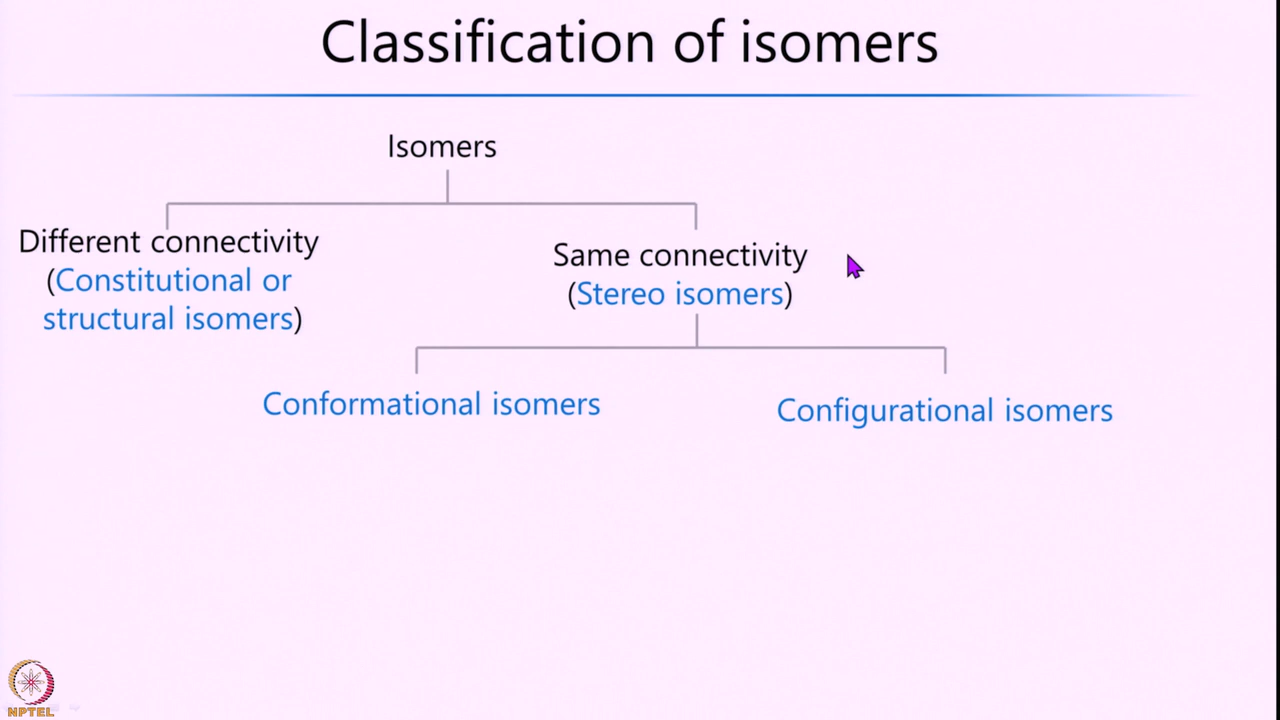 Classification of isomers
Isomers
Different connectivity
(Constitutional or
structural isomers)
Same connectivity
(Stereo isomers)
Conformational isomers
Configurational isomers
NPTEL